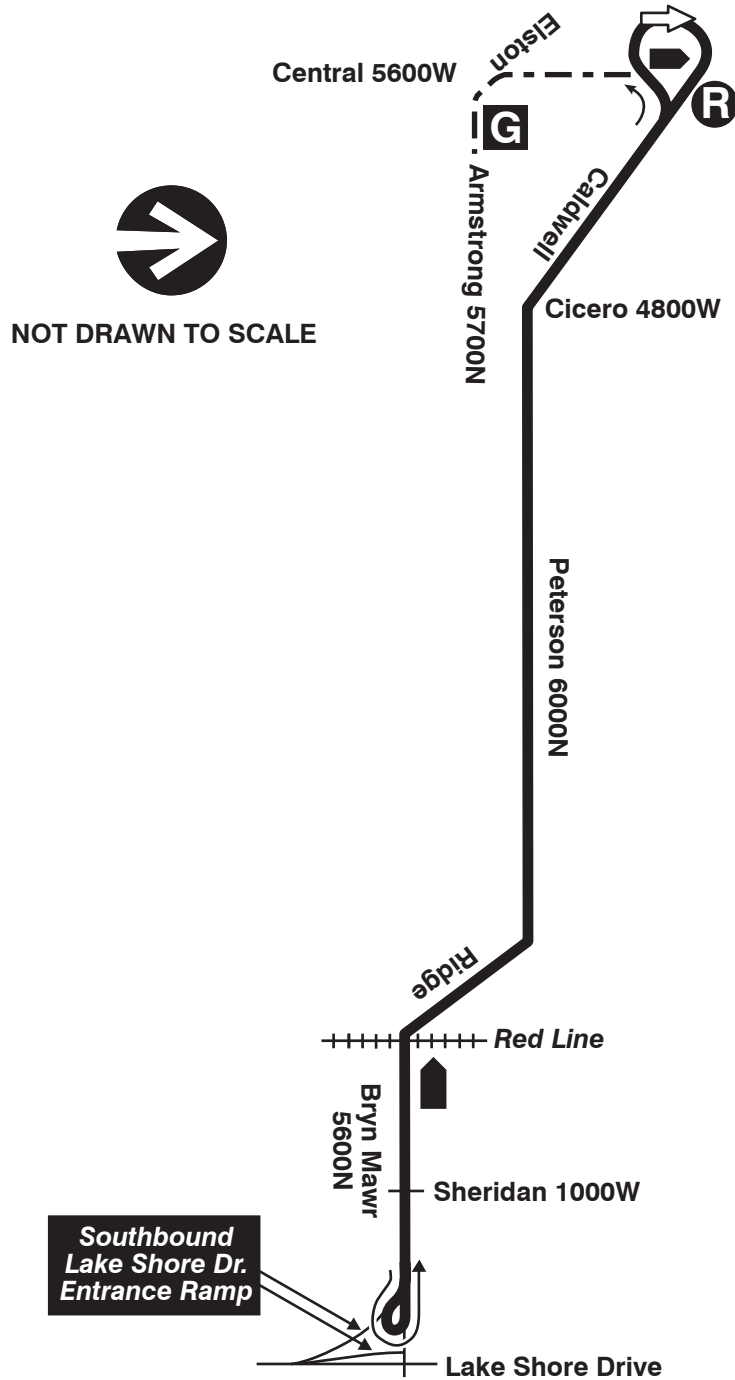 Elston
Central 5600W
R
G
Armstrong 5700N
Caldwell
Cicero 4800W
NOT DRAWN TO SCALE
Peterson 6000N
Ridge
Red Line
Bryn Mawr
5600N
Sheridan 1000W
Southbound
Lake Shore Dr.
Entrance Ramp
Lake Shore Drive